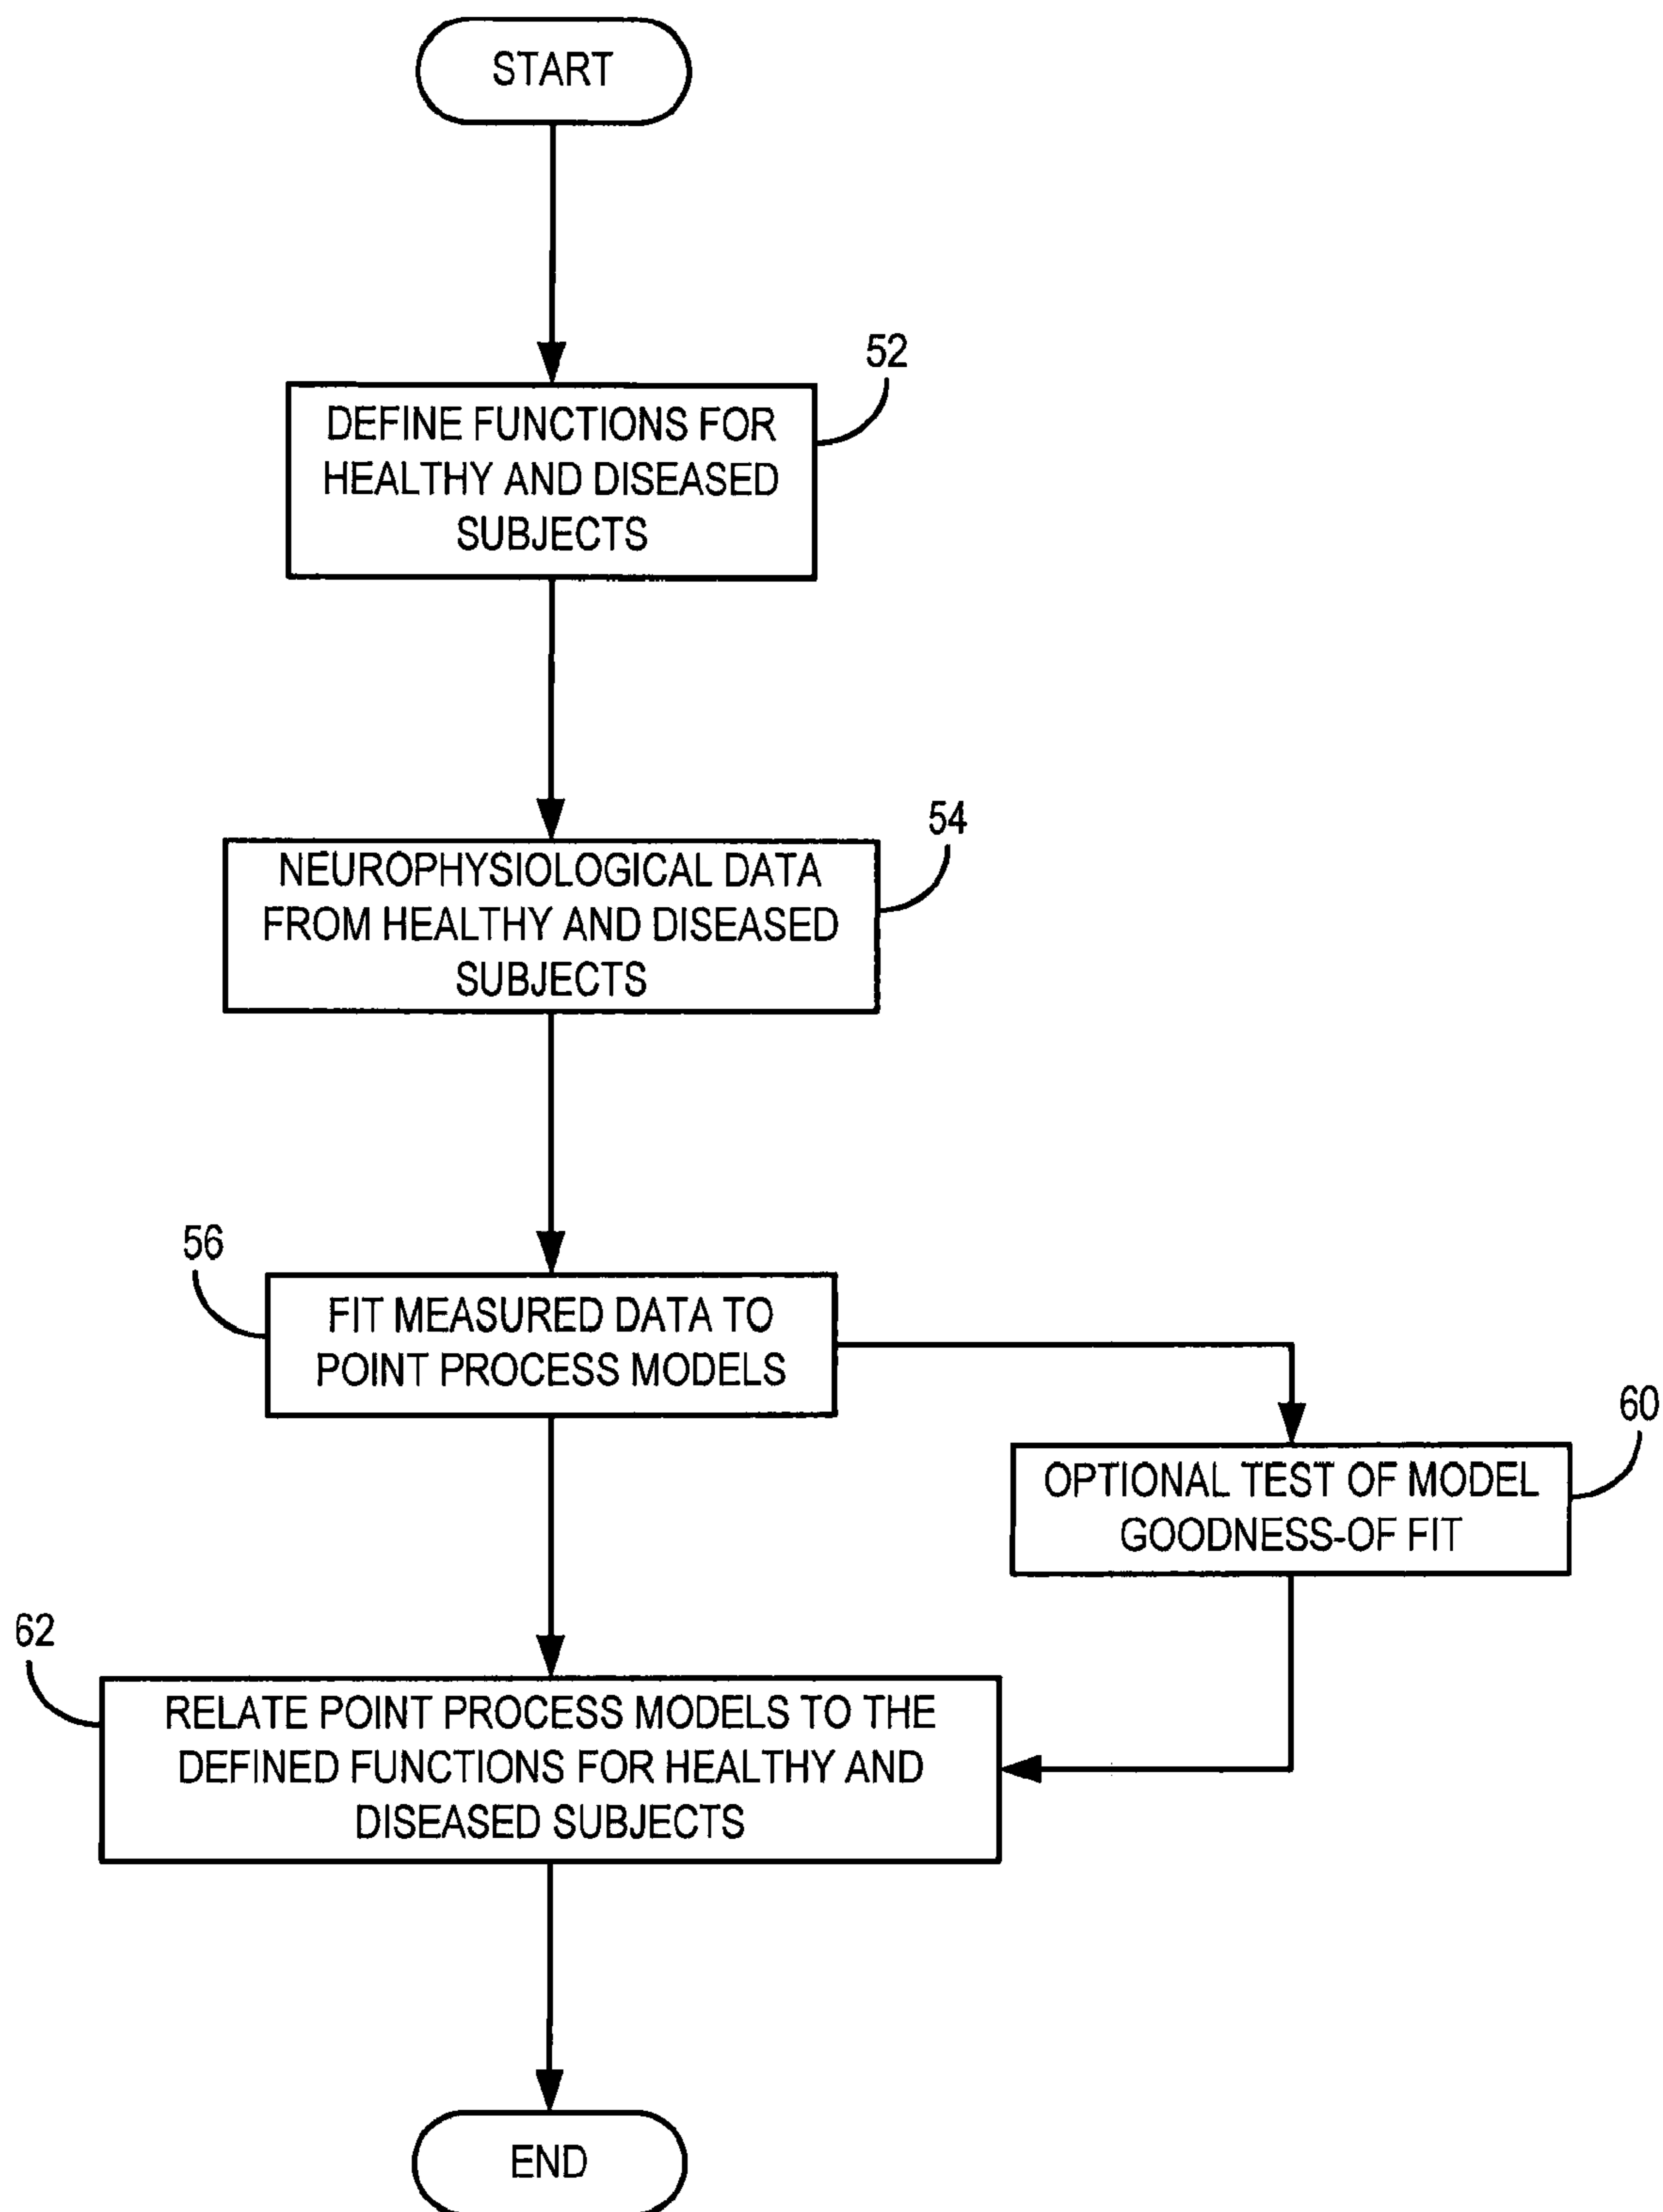 START
52
DEFINE FUNCTIONS FOR
HEALTHY AND DISEASED
SUBJECTS
54
NEUROPHYSIOLOGICAL DATA
FROM HEALTHY AND DISEASED
SUBJECTS
56
FIT MEASURED DATA TO
POINT PROCESS MODELS
60
OPTIONAL TEST OF MODEL
GOODNESS-OF FIT
62
RELATE POINT PROCESS MODELS TO THE
DEFINED FUNCTIONS FOR HEALTHY AND
DISEASED SUBJECTS
END